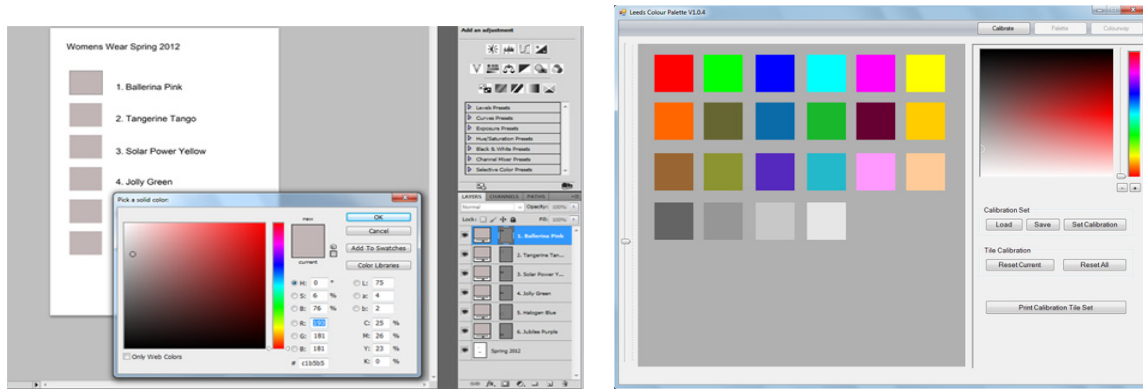 Womens Wear Spring 2012
1. Ballerina Pink
2. Tangerine Tango
3. Solar Power Yellow
4. Jolly Green
Pick a solid color:
new
current
OK
Cancel
Add To Swatches
Color Libraries
H: 0 °
S: 6 %
B: 76 %
R: 193
G: 181
B: 181
# c1b5b5
L: 75
a: 4
b: 2
C: 25 %
M: 26 %
Y: 23 %
K: 0 %
Only Web Colors
Add an adjustment
Levels Presets
Curves Presets
Exposure Presets
Hue/Saturation Presets
Black & White Presets
Channel Mixer Presets
Selective Color Presets
LAYERS CHANNELS PATHS
Normal Opacity: 100%
Lock: Fill: 100%
1. Ballerina Pink
2. Tangerine Tan...
3. Solar Power Y...
4. Jolly Green
5. Halogen Blue
6. Jubilee Purple
Spring 2012
Leeds Colour Palette V1.0.4
Calibrate Palette Colourway
Calibration Set
Load Save Set Calibration
Tile Calibration
Reset Current Reset All
Print Calibration Tile Set